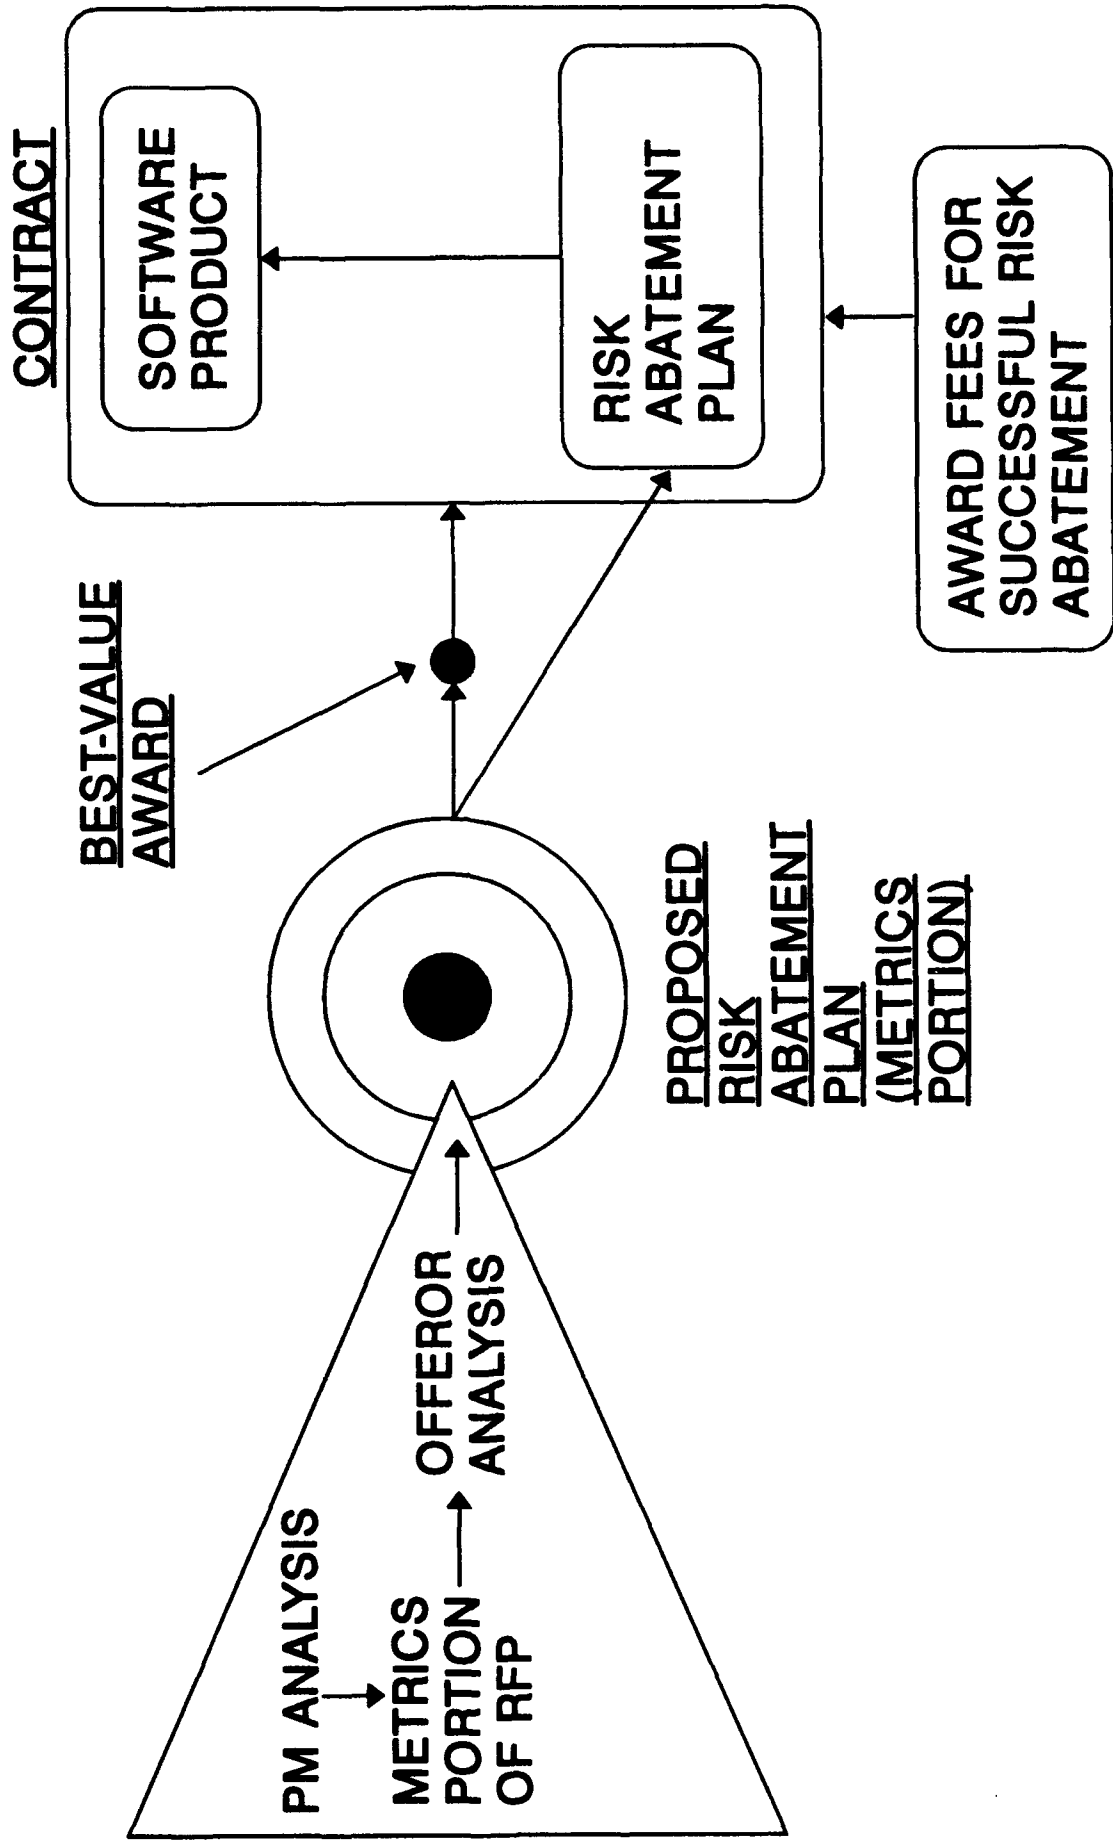 PM ANALYSIS
METRICS
PORTION
OF RFP
OFFEROR
ANALYSIS
PROPOSED
RISK
ABATEMENT
PLAN
(METRICS
PORTION)
BEST-VALUE
AWARD
CONTRACT
SOFTWARE
PRODUCT
RISK
ABATEMENT
PLAN
AWARD FEES FOR
SUCCESSFUL RISK
ABATEMENT